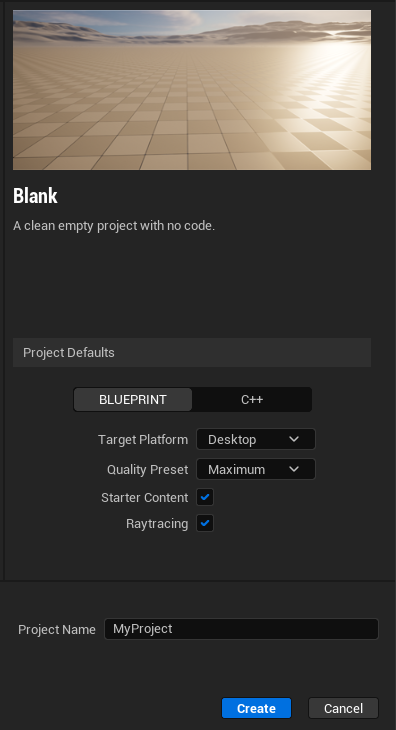 Blank
A clean empty project with no code.
Project Defaults
BLUEPRINT C++
Target Platform Desktop
Quality Preset Maximum
Starter Content
Raytracing
Project Name MyProject
Create Cancel